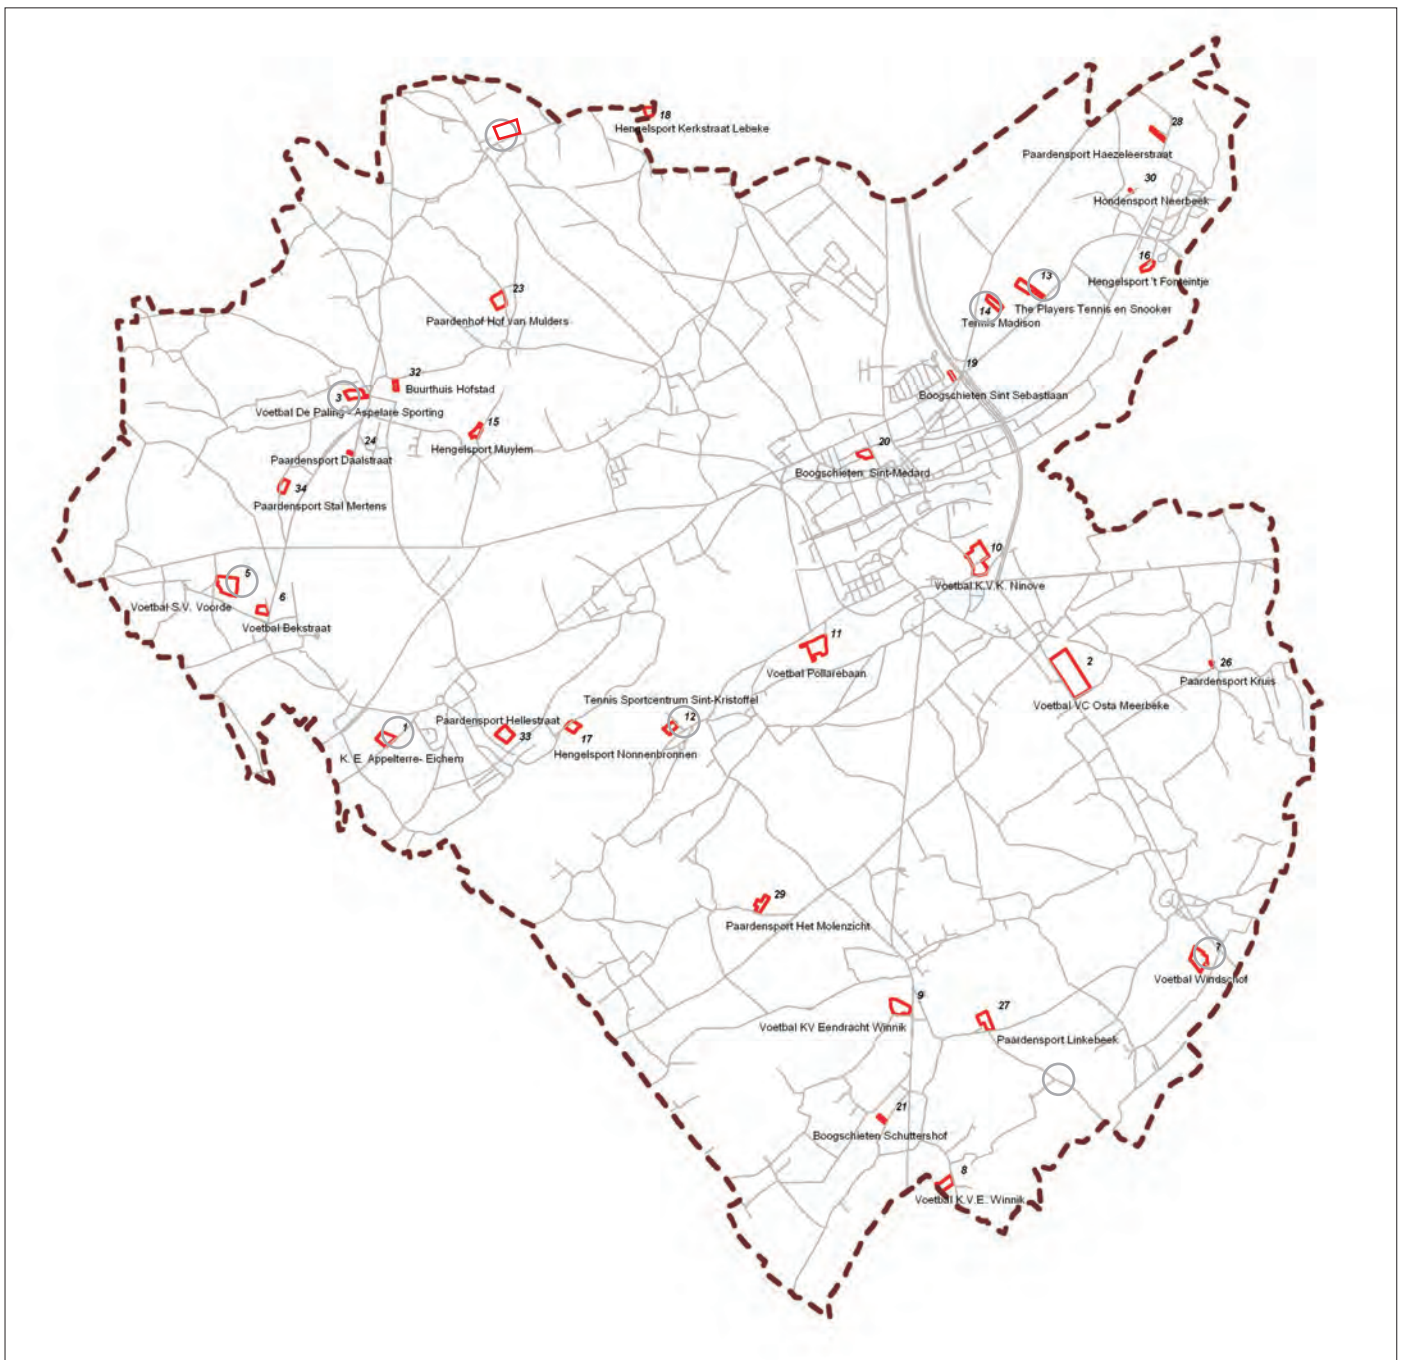 18
Hengelsport Kerkstraat Lebeke
28
Paardensport Haezeleerstraat
30
Hondensport Neerbeek
16
Hengelsport 't Fonteintje
13
The Players Tennis en Snooker
14
Tennis Madison
23
Paardenhof Hof van Mulders
32
Buurthuis Hofstad
3
Voetbal De Paling - Aspelare Sporting
19
Boogschieten Sint Sebastiaan
15
Hengelsport Muylem
24
Paardensport Daalstraat
20
Boogschieten Sint-Medard
34
Paardensport Stal Mertens
10
Voetbal K.V.K. Ninove
5
Voetbal S.V. Voorde
6
Voetbal Bekstraat
11
Voetbal Pollarebaan
2
Voetbal VC Osta Meerbeke
26
Paardensport Kruis
Tennis Sportcentrum Sint-Kristoffel
12
Paardensport Hellestraat
33
17
Hengelsport Nonnenbronnen
1
K. E. Appelterre- Eichem
29
Paardensport Het Molenzicht
Voetbal Windschof
9
Voetbal KV Eendracht Winnik
27
Paardensport Linkebeek
21
Boogschieten Schuttershof
8
Voetbal K.V.E. Winnik